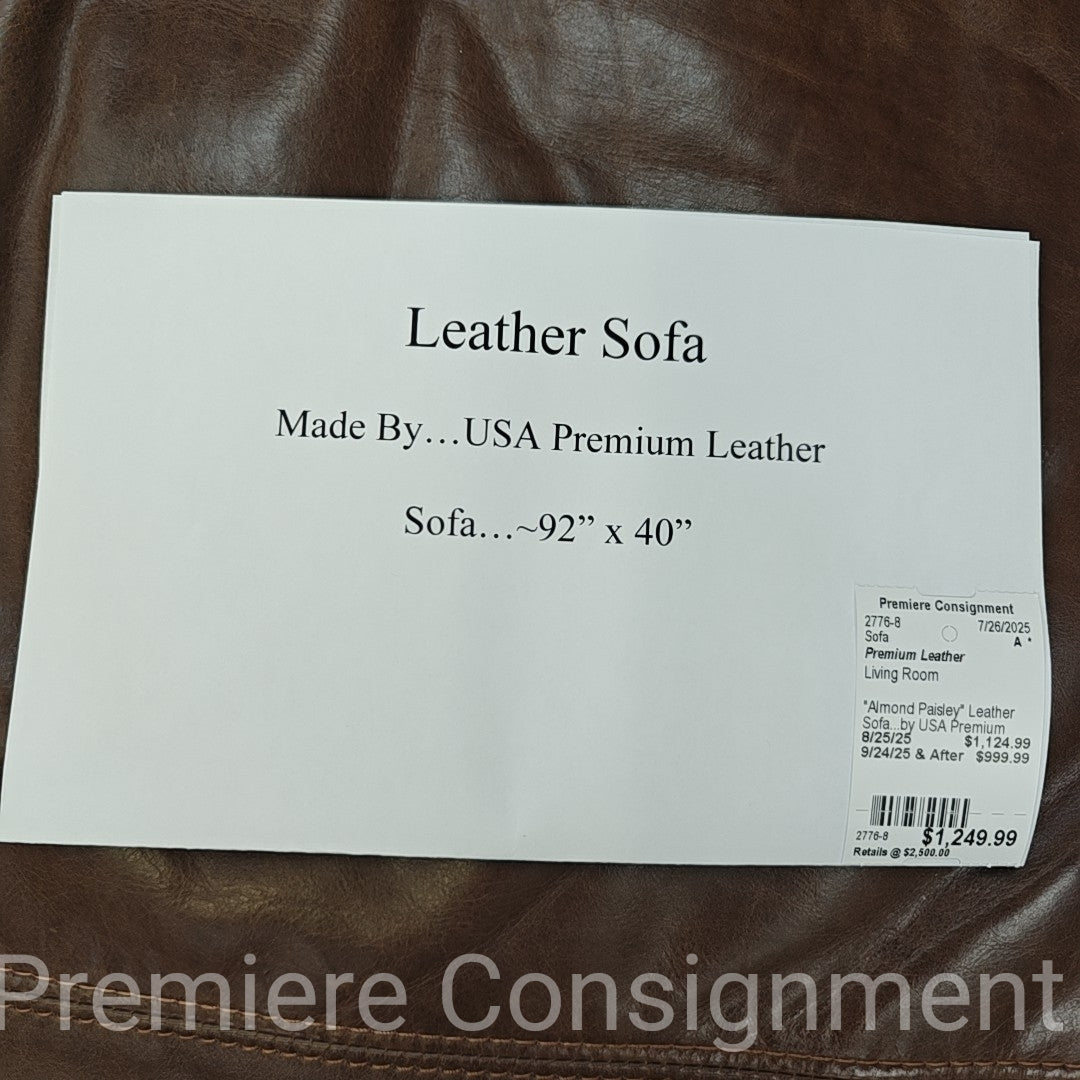 Leather Sofa
Made By…USA Premium Leather
Sofa…~92” x 40”
Premiere Consignment
2776-8 7/26/2025
Sofa A *
Premium Leather
Living Room
"Almond Paisley" Leather
Sofa...by USA Premium
8/25/25 $1,124.99
9/24/25 & After $999.99
2776-8 $1,249.99
Retails @ $2,500.00
Premiere Consignment